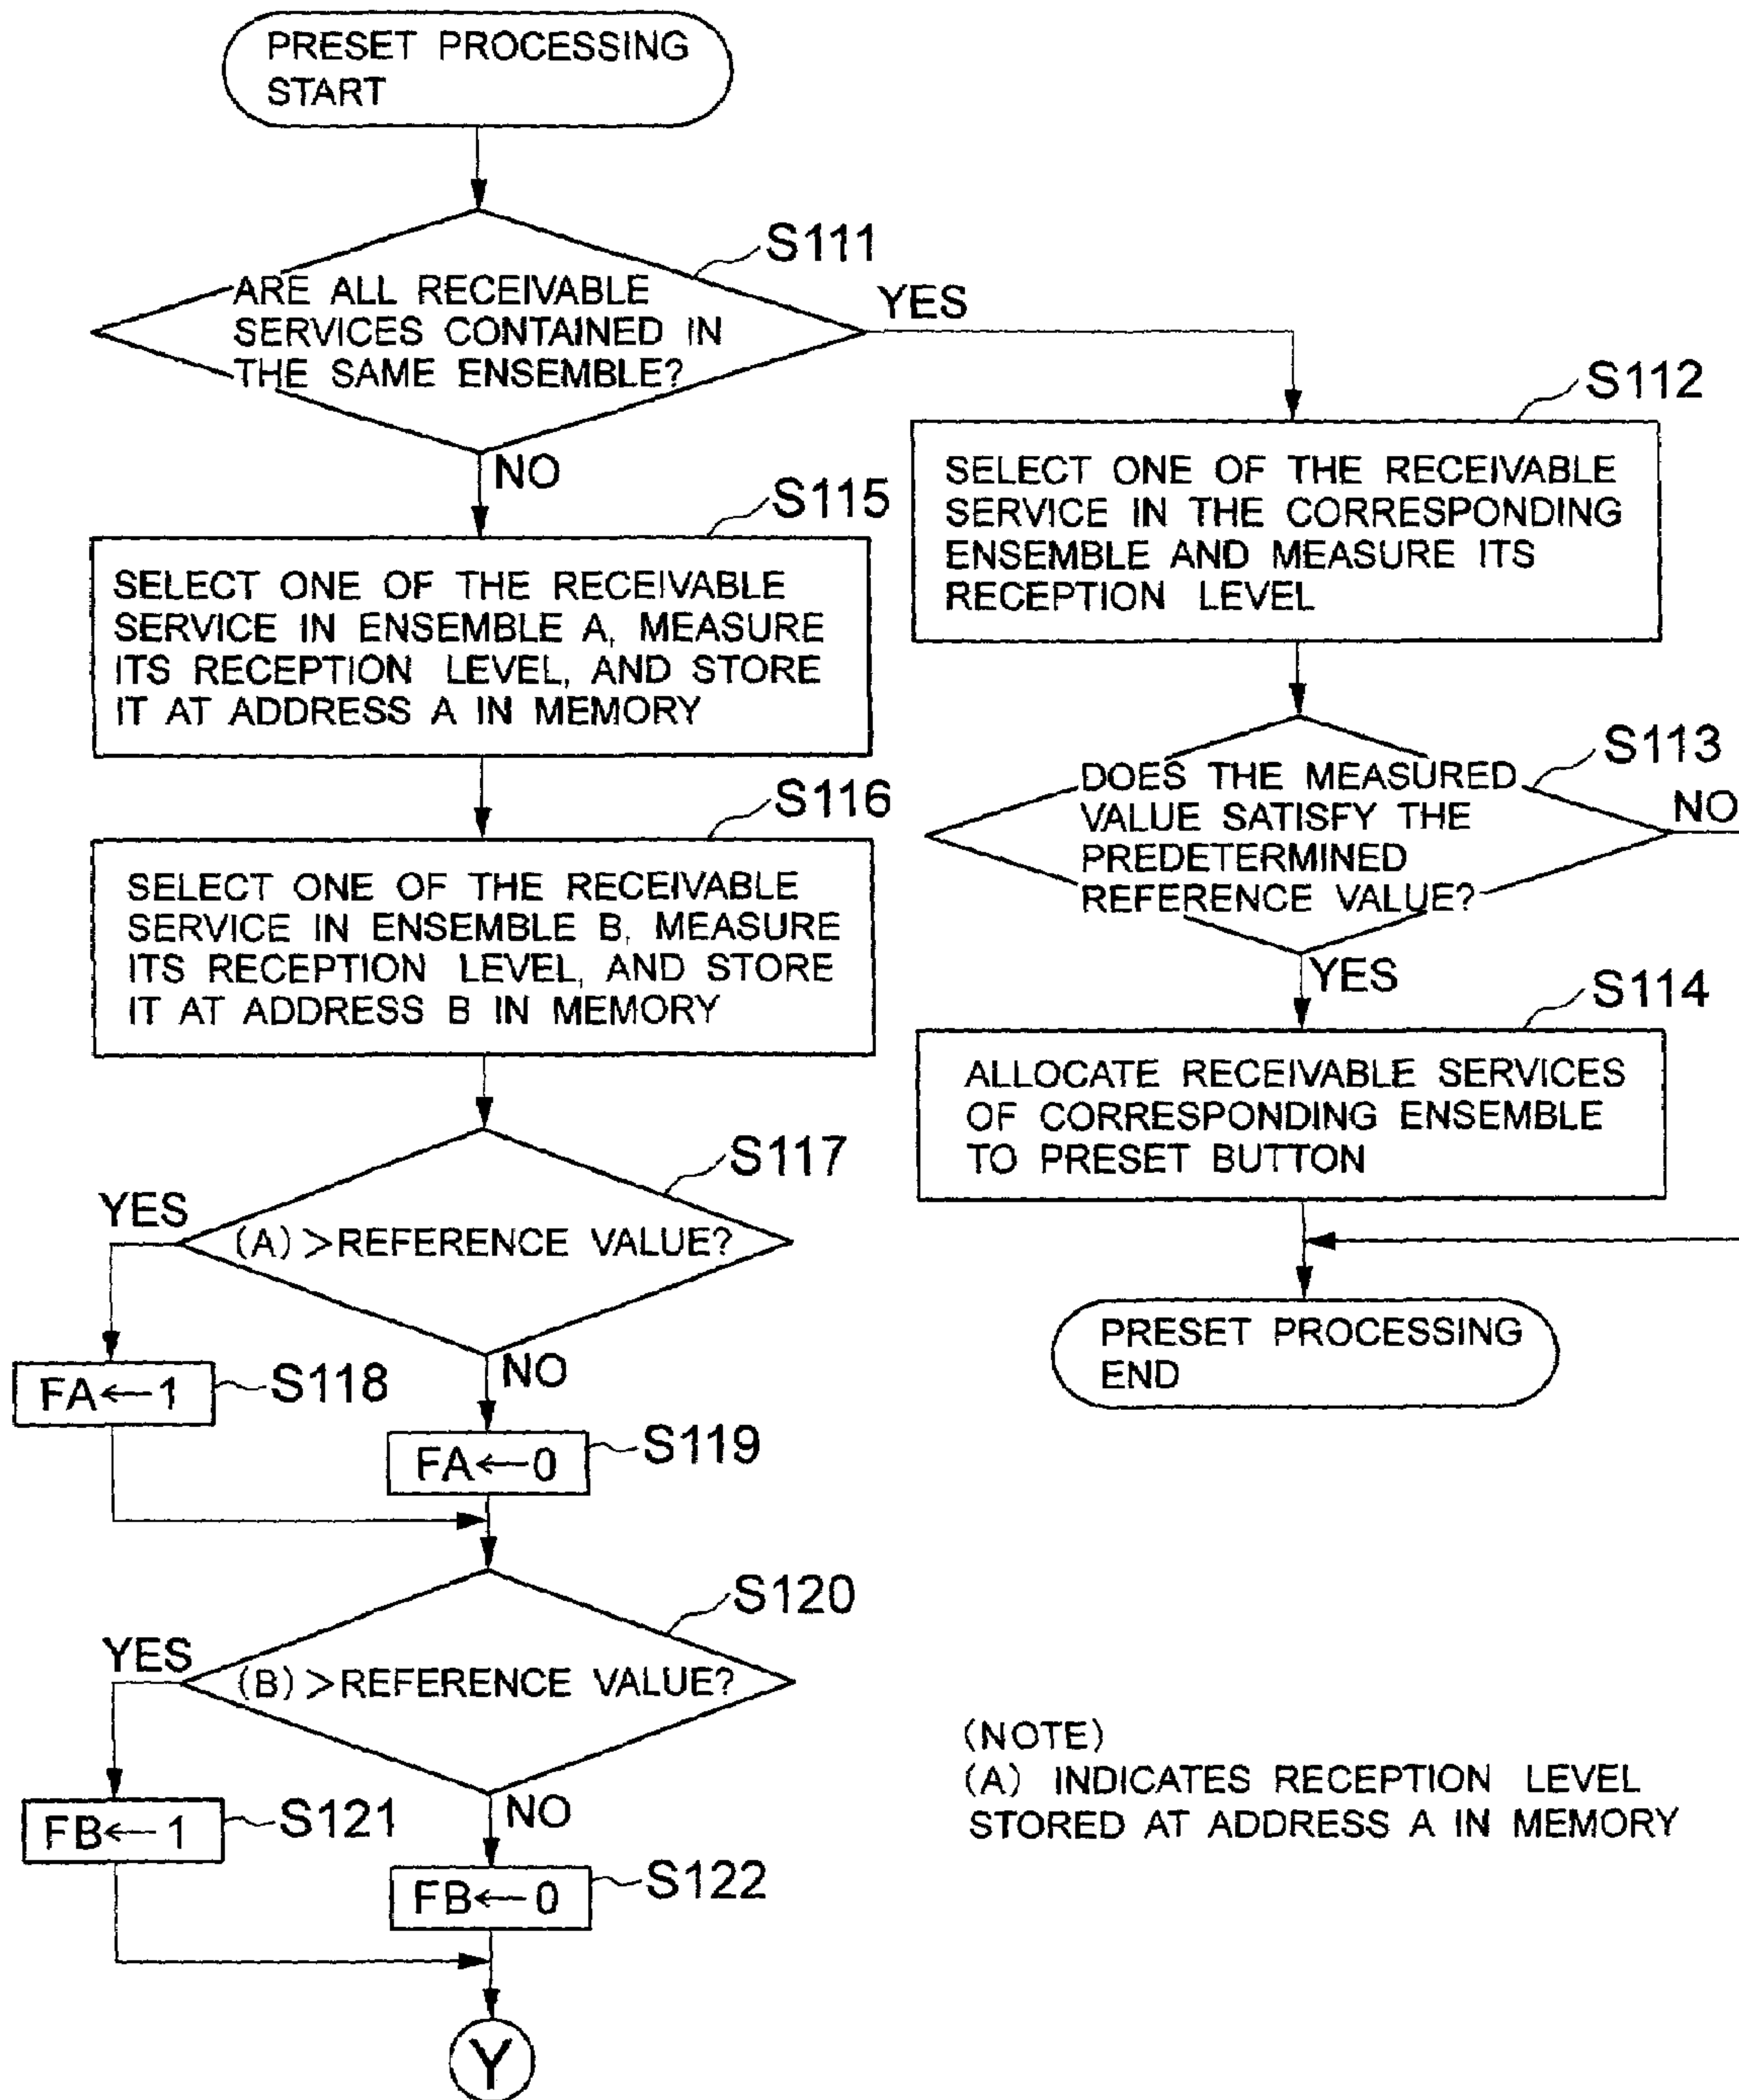 PRESET PROCESSING
START
S111
ARE ALL RECEIVABLE
SERVICES CONTAINED IN
THE SAME ENSEMBLE?
YES
NO
S112
SELECT ONE OF THE RECEIVABLE
SERVICE IN THE CORRESPONDING
ENSEMBLE AND MEASURE ITS
RECEPTION LEVEL
S113
DOES THE MEASURED
VALUE SATISFY THE
PREDETERMINED
REFERENCE VALUE?
NO
YES
S114
ALLOCATE RECEIVABLE SERVICES
OF CORRESPONDING ENSEMBLE
TO PRESET BUTTON
PRESET PROCESSING
END
S115
SELECT ONE OF THE RECEIVABLE
SERVICE IN ENSEMBLE A, MEASURE
ITS RECEPTION LEVEL, AND STORE
IT AT ADDRESS A IN MEMORY
S116
SELECT ONE OF THE RECEIVABLE
SERVICE IN ENSEMBLE B, MEASURE
ITS RECEPTION LEVEL, AND STORE
IT AT ADDRESS B IN MEMORY
S117
YES
(A) >REFERENCE VALUE?
NO
FA←1
S118
FA←0
S119
S120
YES
(B) >REFERENCE VALUE?
NO
FB←1
S121
FB←0
S122
Y
(NOTE)
(A) INDICATES RECEPTION LEVEL
STORED AT ADDRESS A IN MEMORY